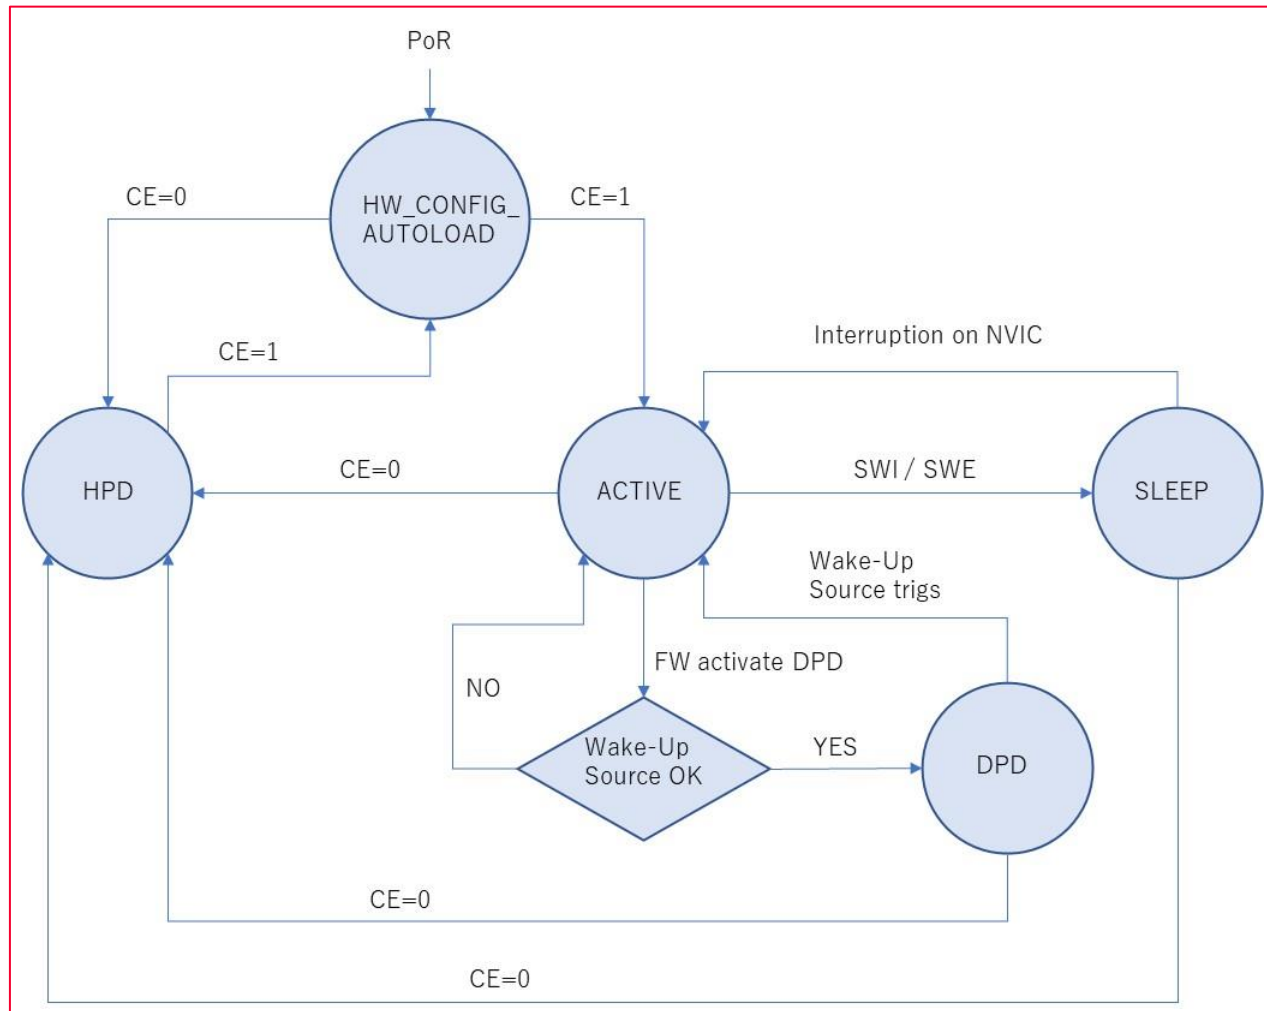 PoR
CE=0
HW_CONFIG_
AUTOLOAD
CE=1
CE=1
Interruption on NVIC
HPD
CE=0
ACTIVE
SWI / SWE
SLEEP
Wake-Up
Source trigs
FW activate DPD
NO
Wake-Up
Source OK
YES
DPD
CE=0
CE=0